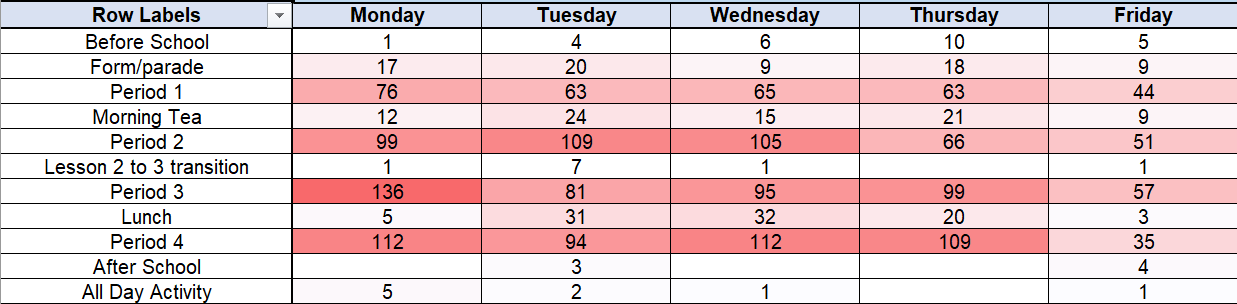 Row Labels Monday Tuesday Wednesday Thursday Friday
Before School 1 4 6 10 5
Form/parade 17 20 9 18 9
Period 1 76 63 65 63 44
Morning Tea 12 24 15 21 9
Period 2 99 109 105 66 51
Lesson 2 to 3 transition 1 7 1 1
Period 3 136 81 95 99 57
Lunch 5 31 32 20 3
Period 4 112 94 112 109 35
After School 3 4
All Day Activity 5 2 1 1